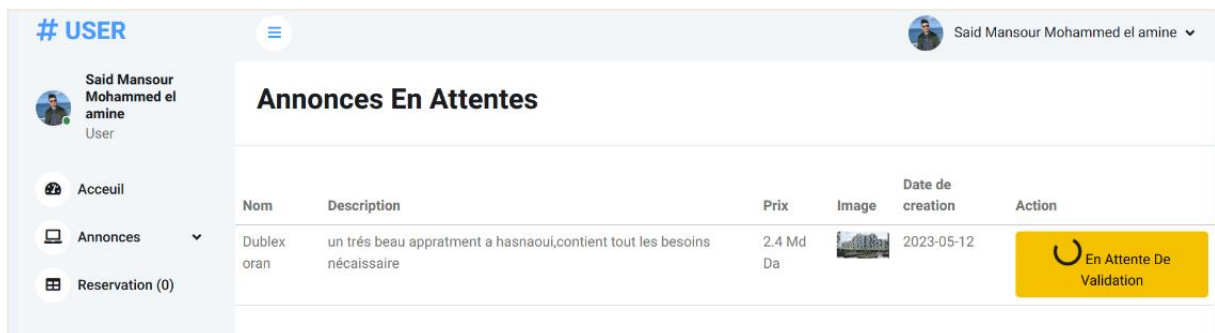 # USER
Said Mansour Mohammed el amine
Said Mansour
Mohammed el
amine
User
Annonces En Attentes
Acceuil
Annonces
Reservation (0)
Nom Description Prix Image Date de
creation Action
Dublex
oran
un trés beau appratment a hasnaoui,contient tout les besoins
nécaissaire
2.4 Md
Da
2023-05-12
En Attente De
Validation